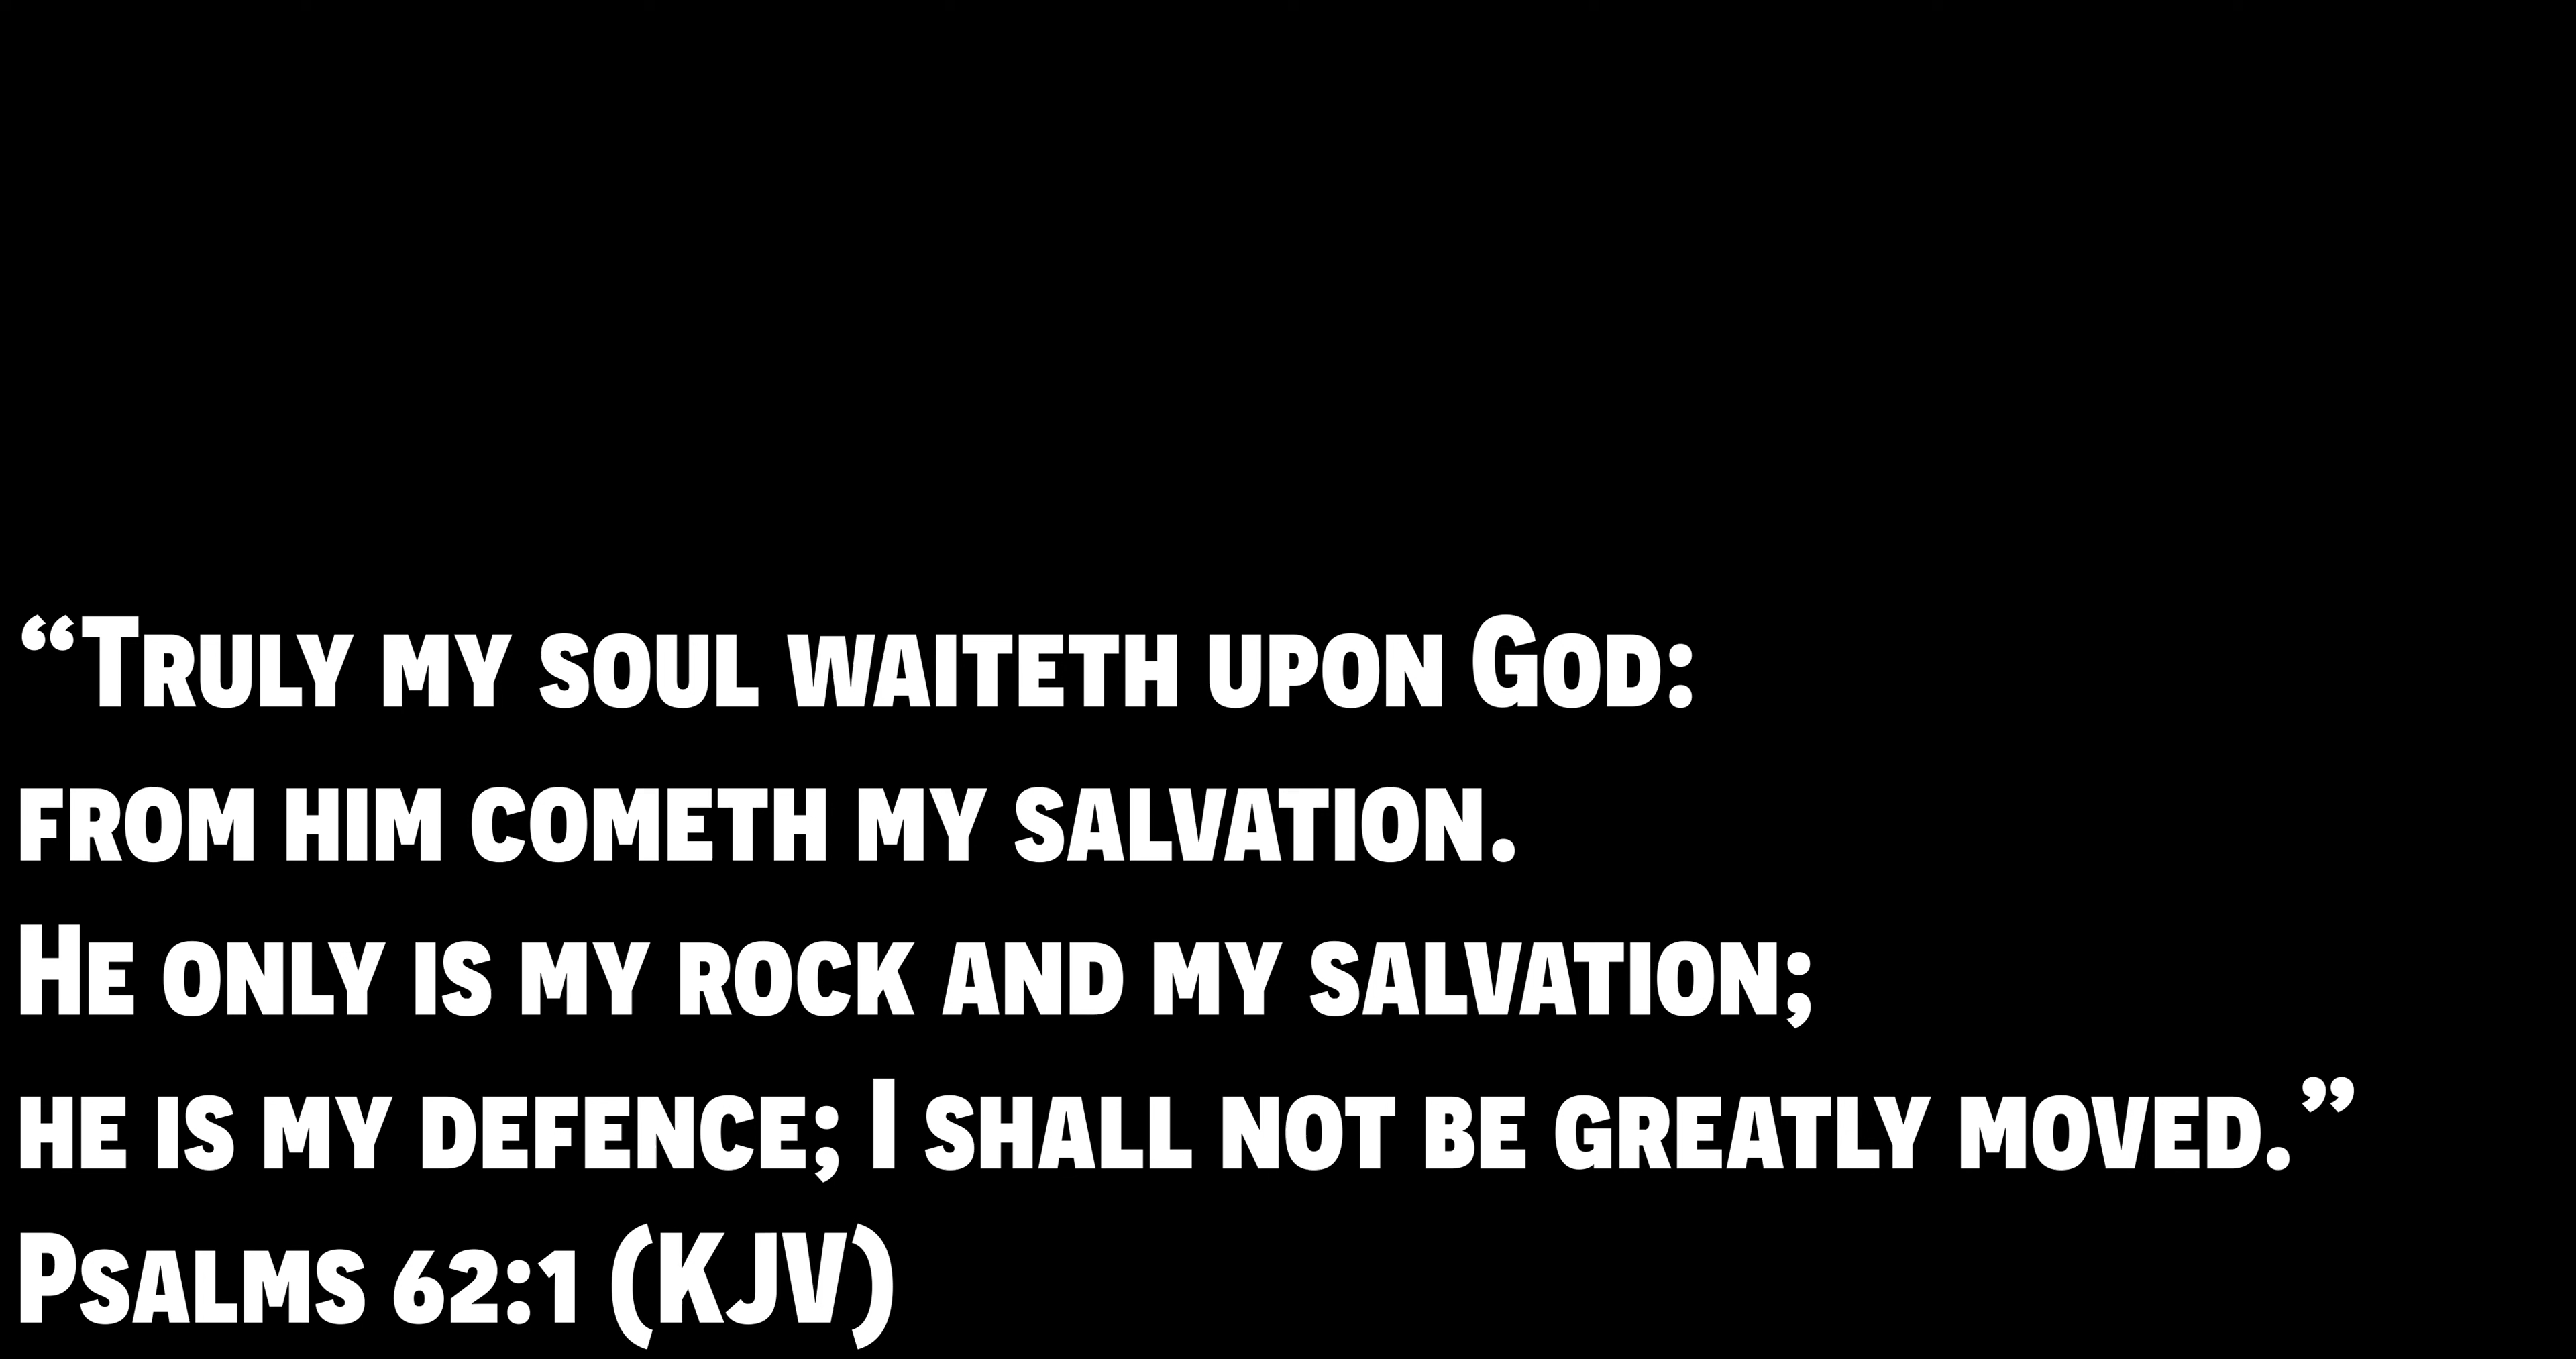 “Truly my soul waiteth upon God:
from him cometh my salvation.
He only is my rock and my salvation;
he is my defence; I shall not be greatly moved.”
Psalms 62:1 (KJV)